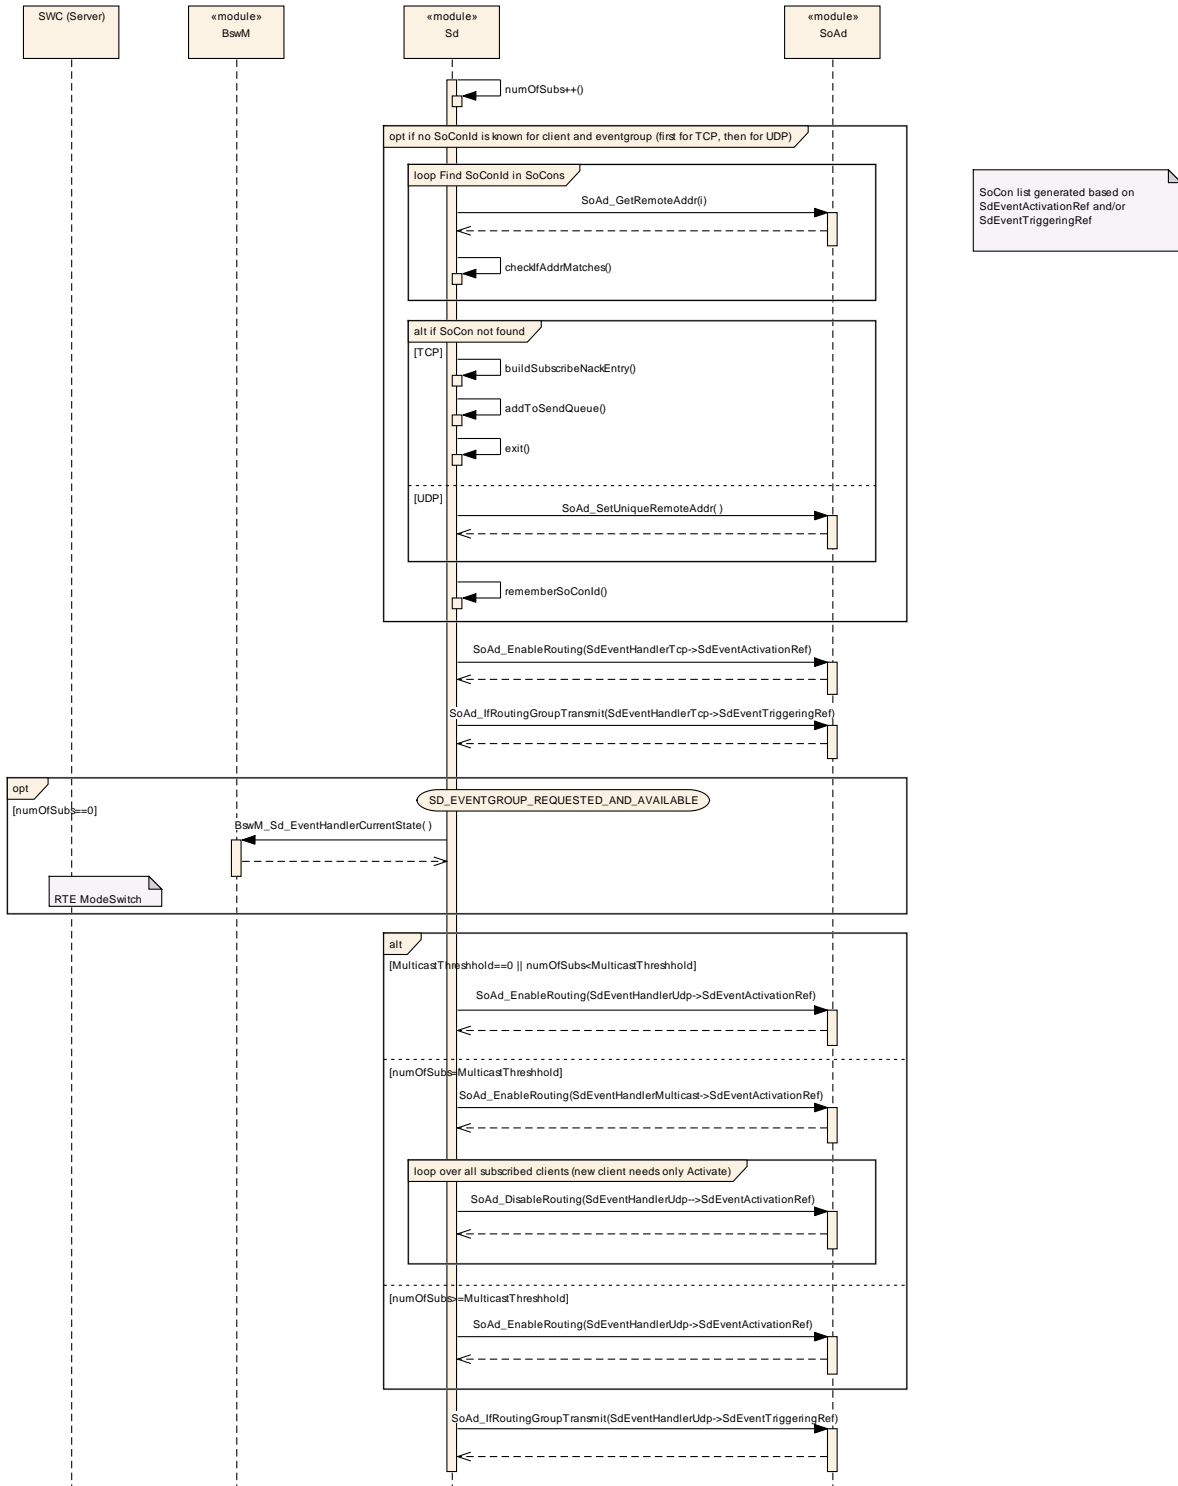 SWC (Server)
«module»
BswM
«module»
Sd
«module»
SoAd
numOfSubs++()
opt if no SoConId is known for client and eventgroup (first for TCP, then for UDP)
loop Find SoConId in SoCons
SoAd_GetRemoteAddr(i)
SoCon list generated based on
SdEventActivationRef and/or
SdEventTriggeringRef
checkIfAddrMatches()
alt if SoCon not found
[TCP]
buildSubscribeNackEntry()
addToSendQueue()
exit()
[UDP]
SoAd_SetUniqueRemoteAddr( )
rememberSoConId()
SoAd_EnableRouting(SdEventHandlerTcp->SdEventActivationRef)
SoAd_IfRoutingGroupTransmit(SdEventHandlerTcp->SdEventTriggeringRef)
opt
[numOfSubs==0]
SD_EVENTGROUP_REQUESTED_AND_AVAILABLE
BswM_Sd_EventHandlerCurrentState( )
RTE ModeSwitch
alt
[MulticastThreshhold==0 || numOfSubs<MulticastThreshhold]
SoAd_EnableRouting(SdEventHandlerUdp->SdEventActivationRef)
[numOfSubs=MulticastThreshhold]
SoAd_EnableRouting(SdEventHandlerMulticast->SdEventActivationRef)
loop over all subscribed clients (new client needs only Activate)
SoAd_DisableRouting(SdEventHandlerUdp-->SdEventActivationRef)
[numOfSubs>=MulticastThreshhold]
SoAd_EnableRouting(SdEventHandlerUdp->SdEventActivationRef)
SoAd_IfRoutingGroupTransmit(SdEventHandlerUdp->SdEventTriggeringRef)